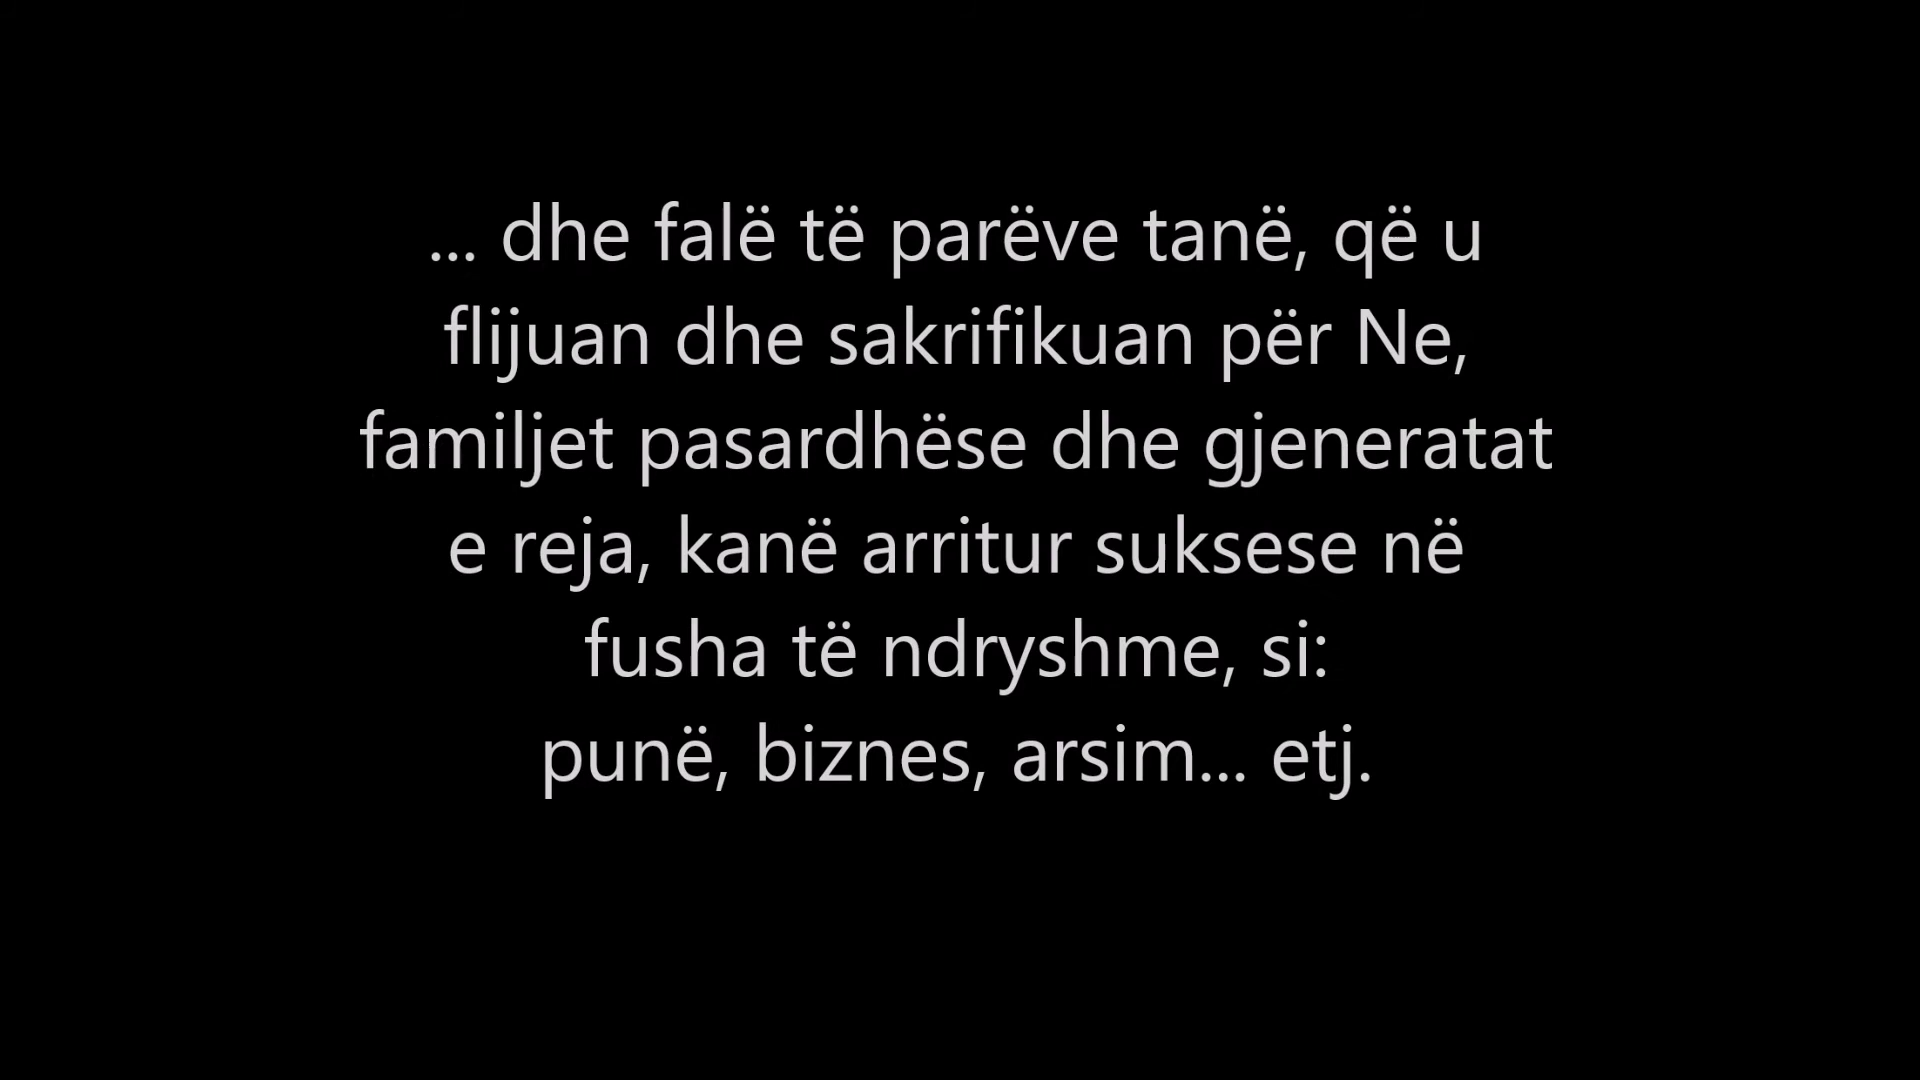 ... dhe falë të parëve tanë, që u
flijuan dhe sakrifikuan për Ne,
familjet pasardhëse dhe gjeneratat
e reja, kanë arritur suksese në
fusha të ndryshme, si:
punë, biznes, arsim... etj.